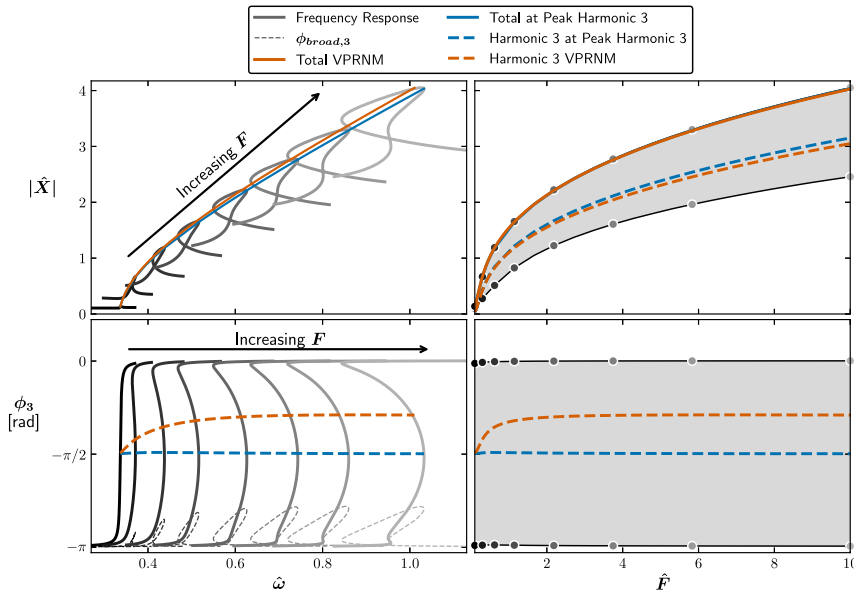 Frequency Response
ϕ_broad,3
Total VPRNM
Total at Peak Harmonic 3
Harmonic 3 at Peak Harmonic 3
Harmonic 3 VPRNM
4
3
2
1
0
|X̂|
Increasing F
0
−π/2
−π
ϕ₃
[rad]
Increasing F
0.4 0.6 0.8 1.0
ω̂
2 4 6 8 10
F̂